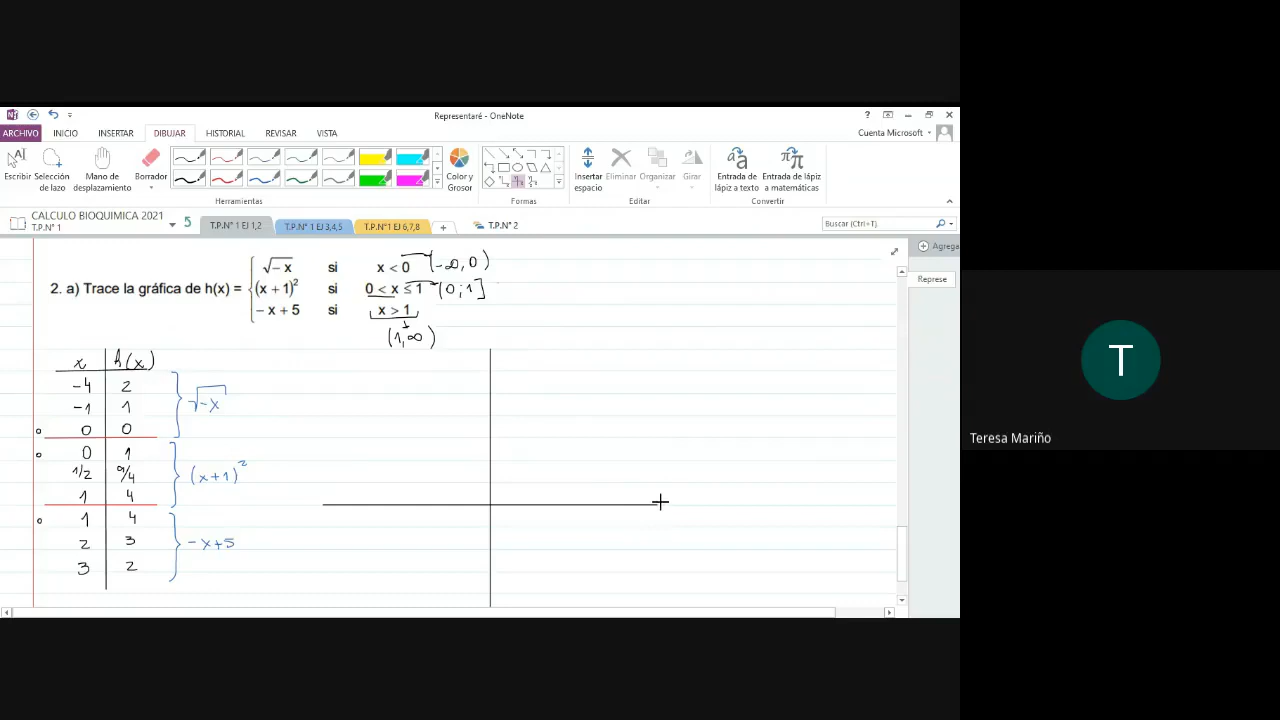 Representaré - OneNote
ARCHIVO INICIO INSERTAR DIBUJAR HISTORIAL REVISAR VISTA
Cuenta Microsoft
Escribir Selección de lazo Mano de desplazamiento Borrador
Color y Grosor
Insertar espacio Eliminar Organizar Girar
Entrada de lápiz a texto Entrada de lápiz a matemáticas
Herramientas Formas Editar Convertir
CALCULO BIOQUIMICA 2021
T.P.N° 1
T.P.N° 1 EJ 1,2
T.P.N° 1 EJ 3,4,5
T.P.N°1 EJ 6,7,8
+
T.P.N° 2
Buscar (Ctrl+T)
Agrega
Represe
√-x si x < 0 (-∞, 0)
2. a) Trace la gráfica de h(x) = (x + 1)² si 0 < x ≤ 1 (0; 1]
-x + 5 si x > 1
(1, ∞)
x h(x)
-4 2
-1 1 √-x
0 0
0 1
1/2 9/4 (x+1)²
1 4
1 4
2 3 -x+5
3 2
T
Teresa Mariño